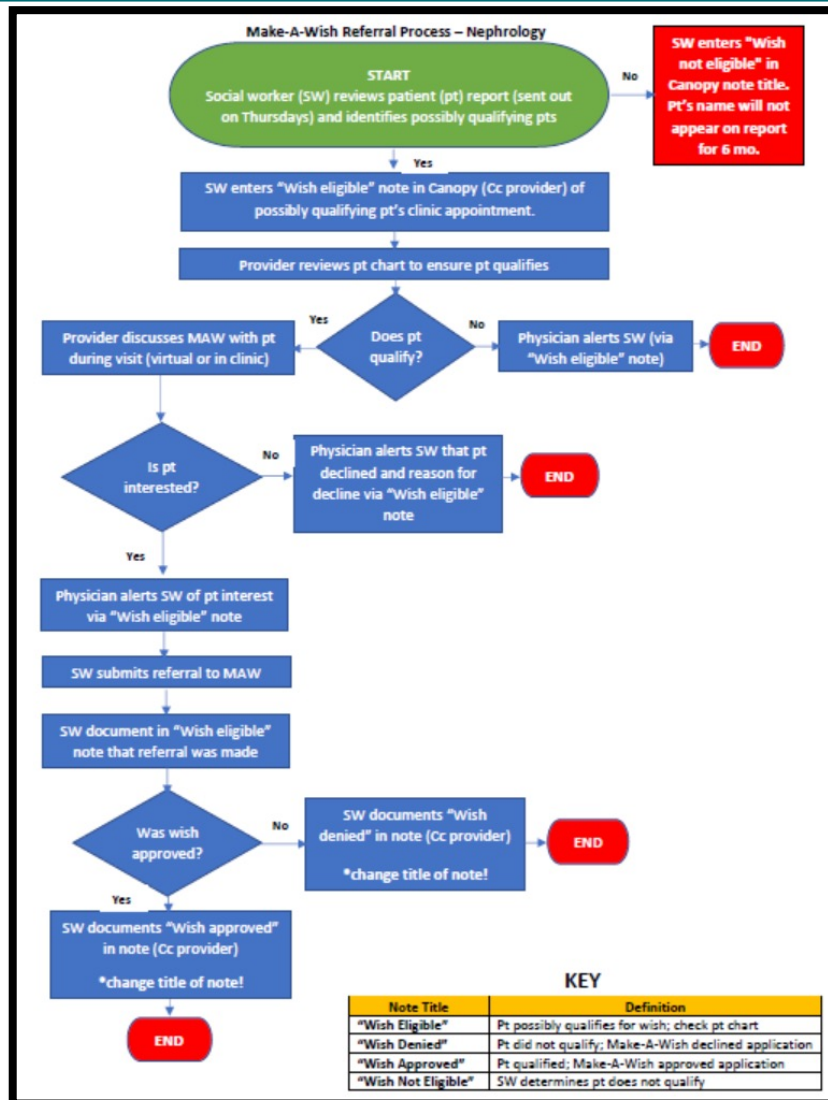 Make-A-Wish Referral Process – Nephrology
START
Social worker (SW) reviews patient (pt) report (sent out
on Thursdays) and identifies possibly qualifying pts
No
SW enters "Wish
not eligible" in
Canopy note title.
Pt's name will not
appear on report
for 6 mo.
Yes
SW enters “Wish eligible” note in Canopy (Cc provider) of
possibly qualifying pt’s clinic appointment.
Provider reviews pt chart to ensure pt qualifies
Does pt
qualify?
Yes
Provider discusses MAW with pt
during visit (virtual or in clinic)
No
Physician alerts SW (via
“Wish eligible” note)
END
Is pt
interested?
No
Physician alerts SW that pt
declined and reason for
decline via “Wish eligible”
note
END
Yes
Physician alerts SW of pt interest
via “Wish eligible” note
SW submits referral to MAW
SW document in “Wish eligible”
note that referral was made
Was wish
approved?
No
SW documents “Wish
denied” in note (Cc provider)
*change title of note!
END
Yes
SW documents “Wish approved”
in note (Cc provider)
*change title of note!
END
KEY
Note Title Definition
“Wish Eligible” Pt possibly qualifies for wish; check pt chart
“Wish Denied” Pt did not qualify; Make-A-Wish declined application
“Wish Approved” Pt qualified; Make-A-Wish approved application
“Wish Not Eligible” SW determines pt does not qualify